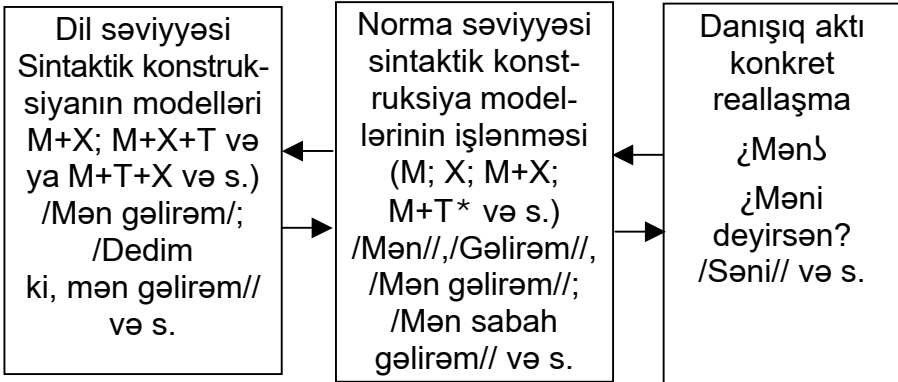 Dil səviyyəsi
Sintaktik konstruk-
siyanın modelləri
M+X; M+X+T və
ya M+T+X və s.)
/Mən gəlirəm/;
/Dedim
ki, mən gəlirəm//
və s.
Norma səviyyəsi
sintaktik konst-
ruksiya model-
lərinin işlənməsi
(M; X; M+X;
M+T* və s.)
/Mən//,/Gəlirəm//,
/Mən gəlirəm//;
/Mən sabah
gəlirəm// və s.
Danışıq aktı
konkret
reallaşma
¿Mənʖ
¿Məni
deyirsən?
/Səni// və s.